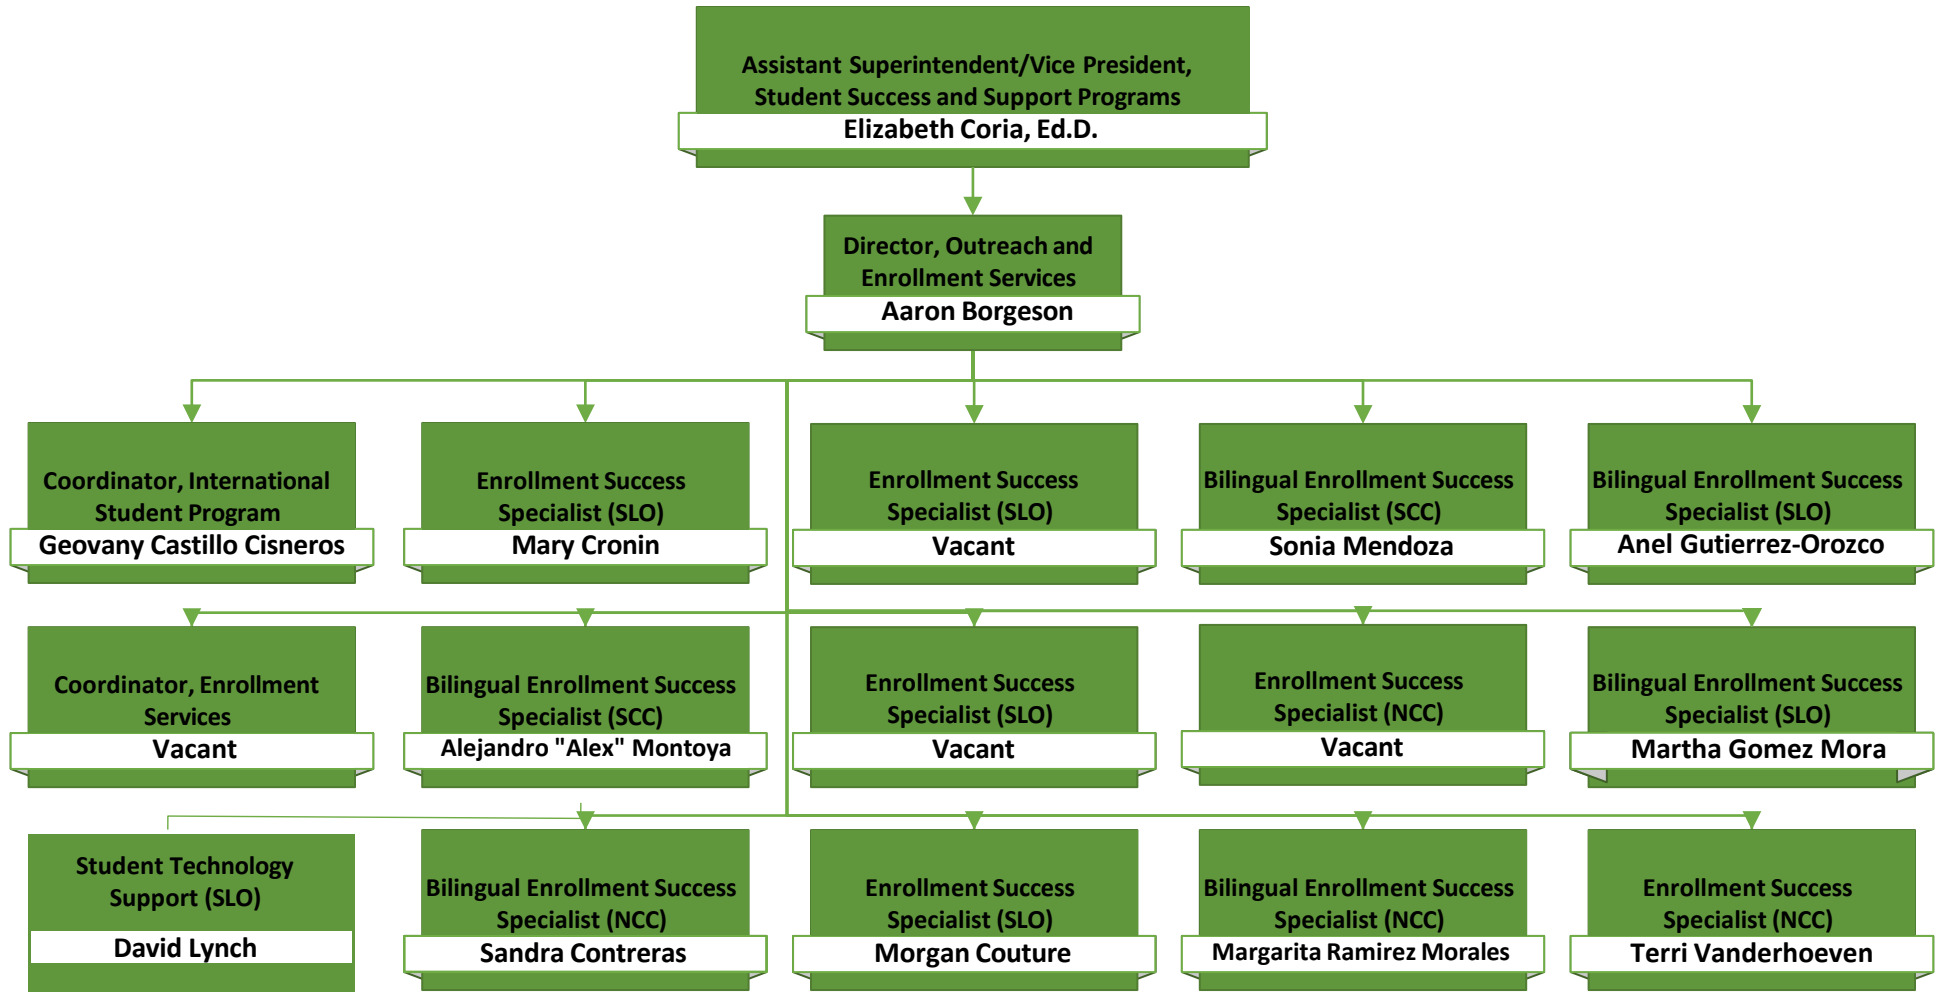 Assistant Superintendent/Vice President,
Student Success and Support Programs
Elizabeth Coria, Ed.D.
Director, Outreach and
Enrollment Services
Aaron Borgeson
Coordinator, International
Student Program
Geovany Castillo Cisneros
Enrollment Success
Specialist (SLO)
Mary Cronin
Enrollment Success
Specialist (SLO)
Vacant
Bilingual Enrollment Success
Specialist (SCC)
Sonia Mendoza
Bilingual Enrollment Success
Specialist (SLO)
Anel Gutierrez-Orozco
Coordinator, Enrollment
Services
Vacant
Bilingual Enrollment Success
Specialist (SCC)
Alejandro "Alex" Montoya
Enrollment Success
Specialist (SLO)
Vacant
Enrollment Success
Specialist (NCC)
Vacant
Bilingual Enrollment Success
Specialist (SLO)
Martha Gomez Mora
Student Technology
Support (SLO)
David Lynch
Bilingual Enrollment Success
Specialist (NCC)
Sandra Contreras
Enrollment Success
Specialist (SLO)
Morgan Couture
Bilingual Enrollment Success
Specialist (NCC)
Margarita Ramirez Morales
Enrollment Success
Specialist (NCC)
Terri Vanderhoeven